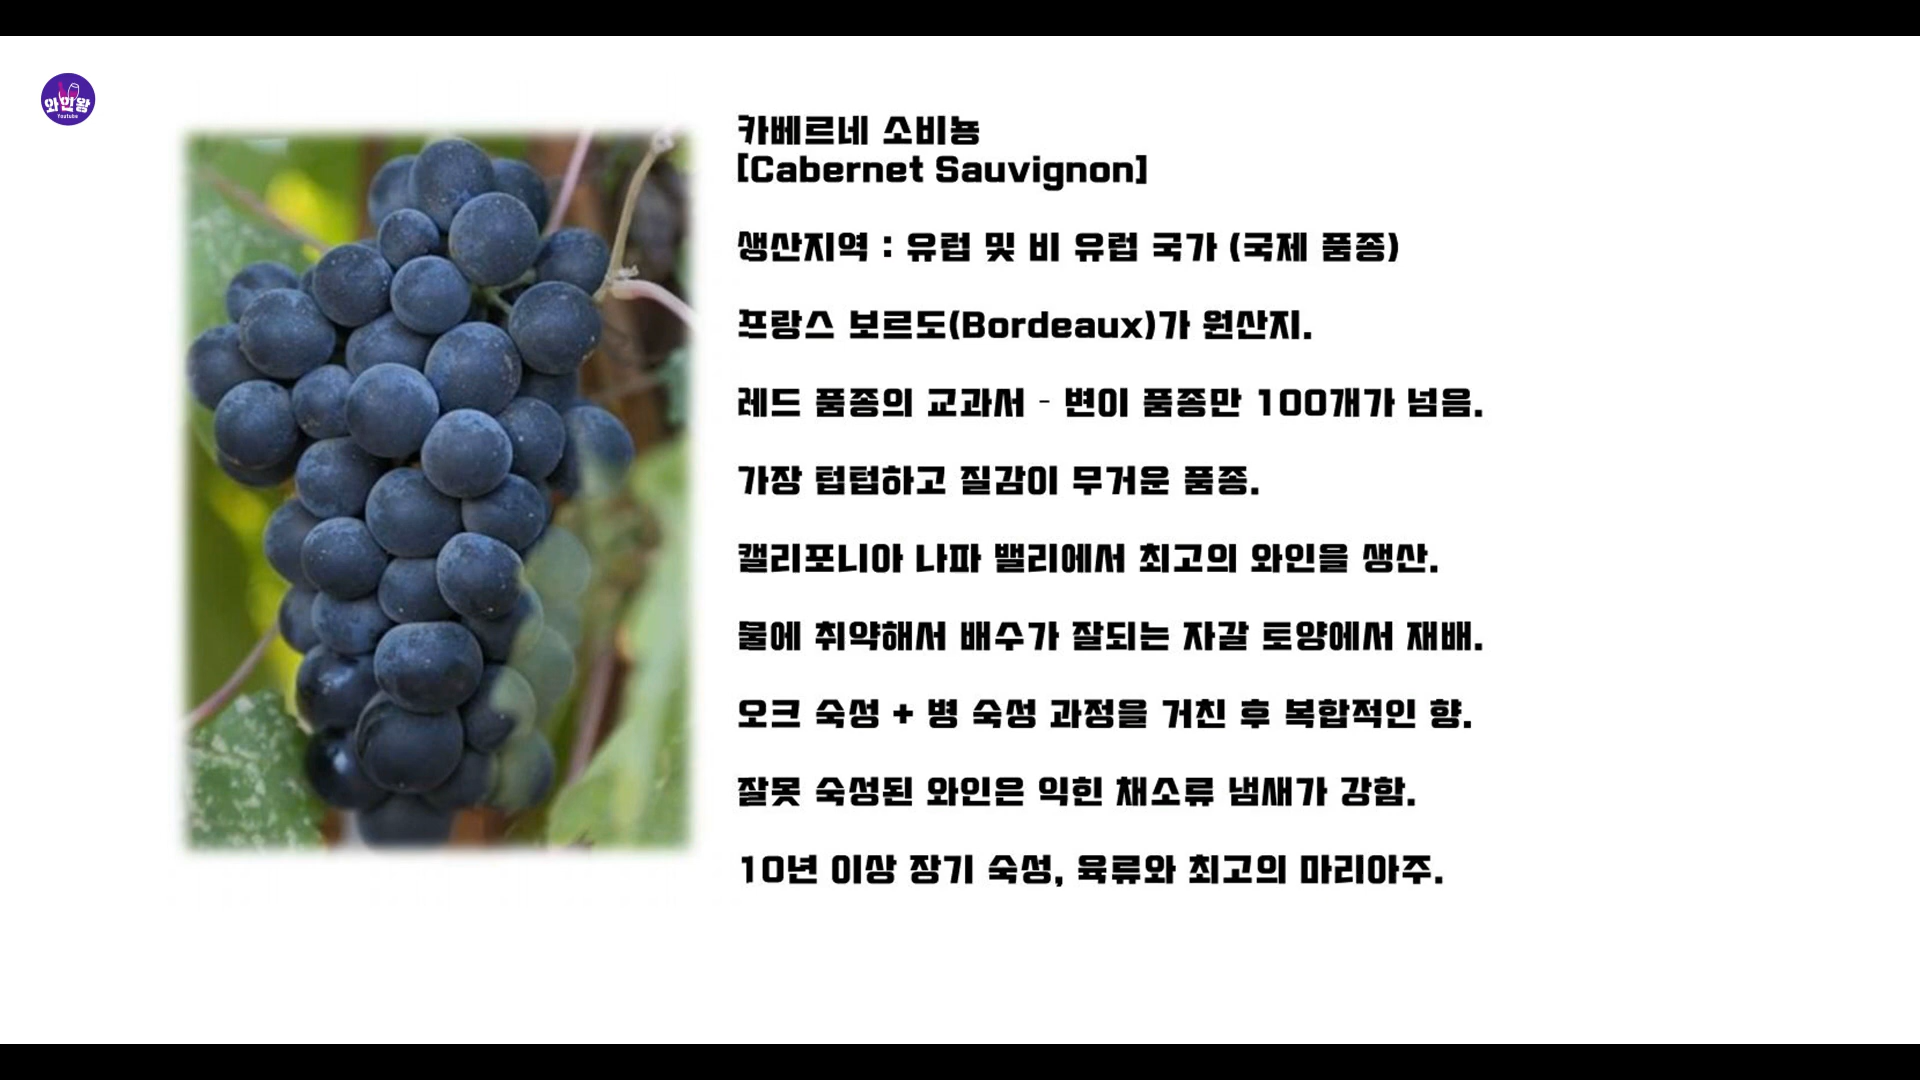 와인왕
Youtube
카베르네 소비뇽
[Cabernet Sauvignon]
생산지역 : 유럽 및 비 유럽 국가 (국제 품종)
프랑스 보르도(Bordeaux)가 원산지.
레드 품종의 교과서 - 변이 품종만 100개가 넘음.
가장 텁텁하고 질감이 무거운 품종.
캘리포니아 나파 밸리에서 최고의 와인을 생산.
물에 취약해서 배수가 잘되는 자갈 토양에서 재배.
오크 숙성 + 병 숙성 과정을 거친 후 복합적인 향.
잘못 숙성된 와인은 익힌 채소류 냄새가 강함.
10년 이상 장기 숙성, 육류와 최고의 마리아주.